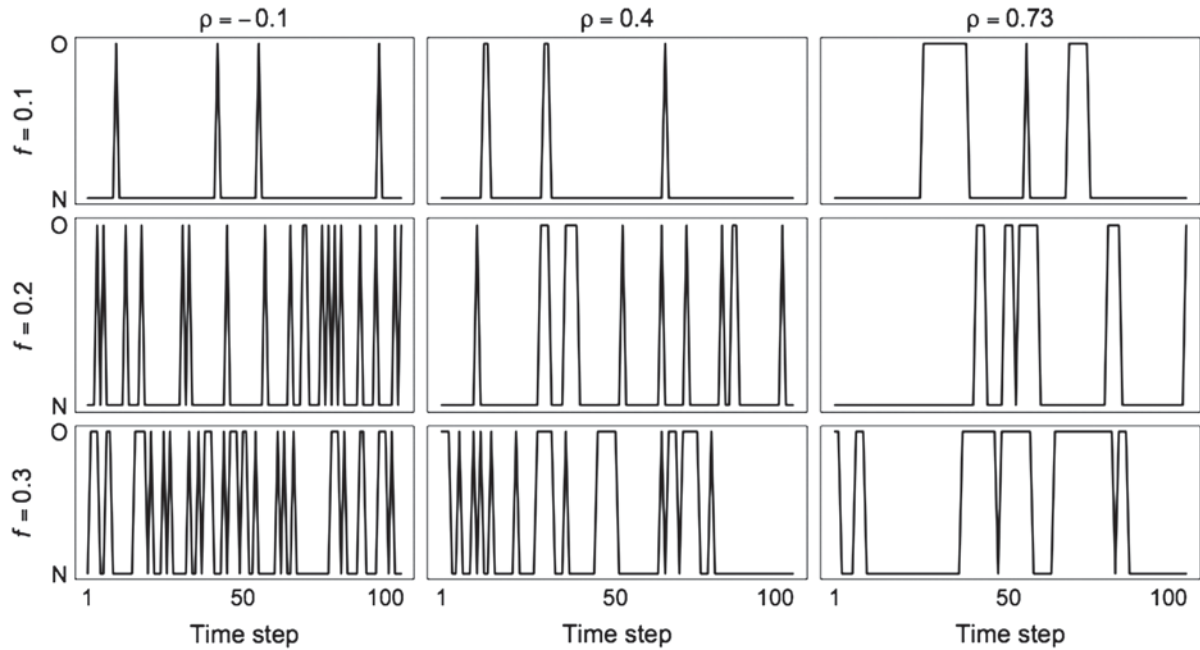 ρ = – 0.1 ρ = 0.4 ρ = 0.73
O
f = 0.1
N
O
f = 0.2
N
O
f = 0.3
N
1 50 100 1 50 100 1 50 100
Time step Time step Time step